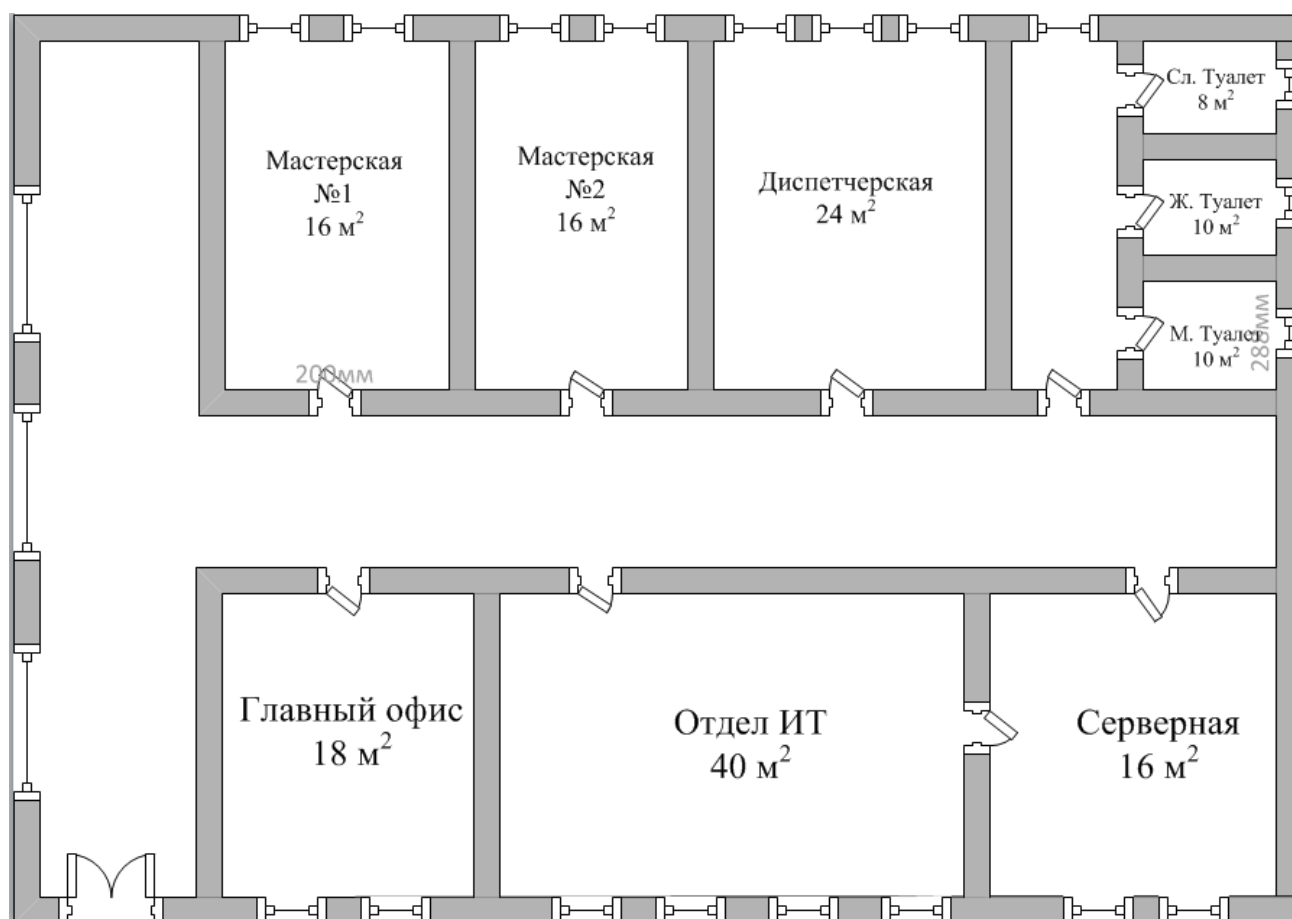 Мастерская
№1
16 м²
Мастерская
№2
16 м²
Диспетчерская
24 м²
Сл. Туалет
8 м²
Ж. Туалет
10 м²
М. Туалет
10 м²
288мм
200мм
Главный офис
18 м²
Отдел ИТ
40 м²
Серверная
16 м²